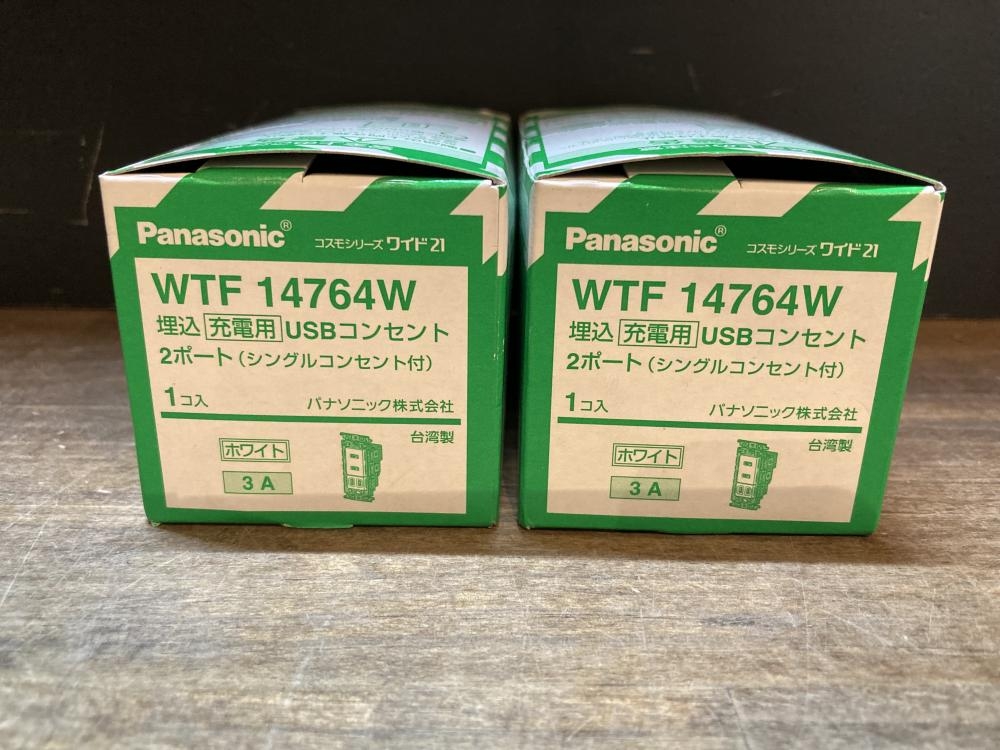 Panasonic® コスモシリーズ ワイド21
WTF 14764W
埋込 充電用 USBコンセント
2ポート(シングルコンセント付)
1コ入 パナソニック株式会社
台湾製
ホワイト
3 A
Panasonic® コスモシリーズ ワイド21
WTF 14764W
埋込 充電用 USBコンセント
2ポート(シングルコンセント付)
1コ入 パナソニック株式会社
台湾製
ホワイト
3 A